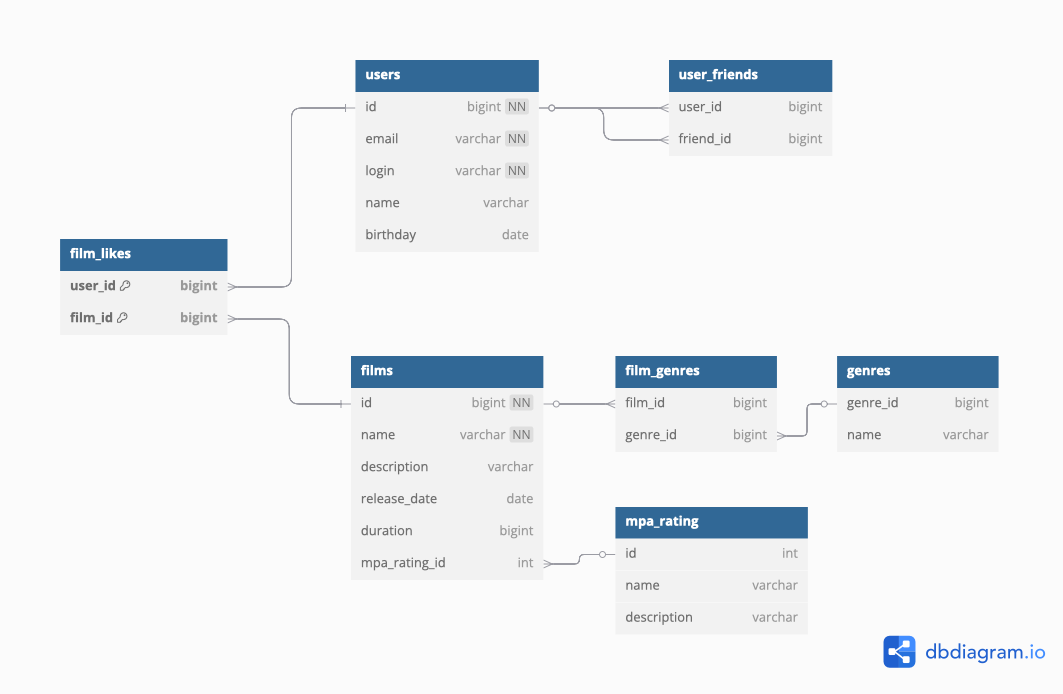 users
id bigint NN
email varchar NN
login varchar NN
name varchar
birthday date
user_friends
user_id bigint
friend_id bigint
film_likes
user_id bigint
film_id bigint
films
id bigint NN
name varchar NN
description varchar
release_date date
duration bigint
mpa_rating_id int
film_genres
film_id bigint
genre_id bigint
genres
genre_id bigint
name varchar
mpa_rating
id int
name varchar
description varchar
dbdiagram.io